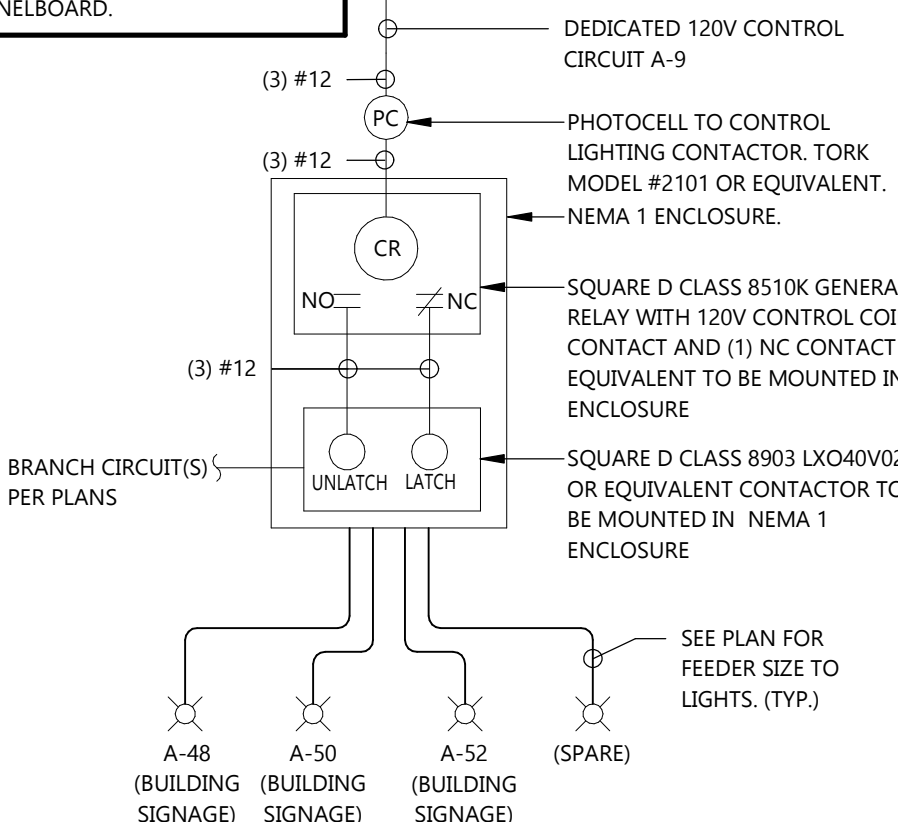 NELBOARD.
DEDICATED 120V CONTROL
CIRCUIT A-9
(3) #12
PC
PHOTOCELL TO CONTROL
LIGHTING CONTACTOR. TORK
MODEL #2101 OR EQUIVALENT.
(3) #12
NEMA 1 ENCLOSURE.
CR
NO
NC
SQUARE D CLASS 8510K GENERA
RELAY WITH 120V CONTROL COI
CONTACT AND (1) NC CONTACT
EQUIVALENT TO BE MOUNTED IN
ENCLOSURE
(3) #12
BRANCH CIRCUIT(S)
PER PLANS
UNLATCH
LATCH
SQUARE D CLASS 8903 LXO40V02
OR EQUIVALENT CONTACTOR TO
BE MOUNTED IN NEMA 1
ENCLOSURE
SEE PLAN FOR
FEEDER SIZE TO
LIGHTS. (TYP.)
A-48
(BUILDING
SIGNAGE)
A-50
(BUILDING
SIGNAGE)
A-52
(BUILDING
SIGNAGE)
(SPARE)